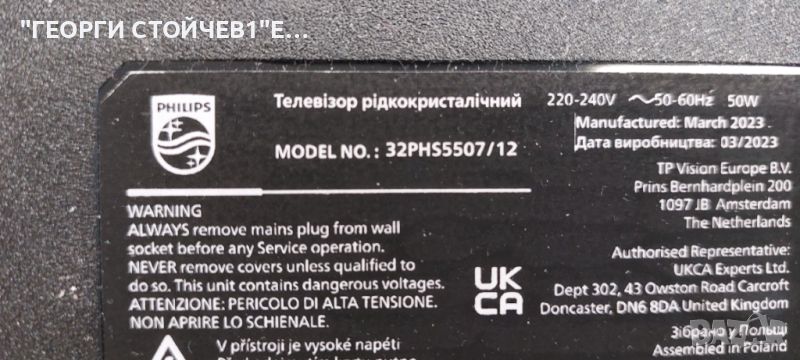 "ГЕОРГИ СТОЙЧЕВ1"ЕООД
PHILIPS
Телевізор рідкокристалічний
MODEL NO.: 32PHS5507/12
220-240V ~50-60Hz 50W
Manufactured: March 2023
Дата виробництва: 03/2023
TP Vision Europe B.V.
Prins Bernhardplein 200
1097 JB Amsterdam
The Netherlands
WARNING
ALWAYS remove mains plug from wall
socket before any Service operation.
NEVER remove covers unless qualified to
do so. This unit contains dangerous voltages.
ATTENZIONE: PERICOLO DI ALTA TENSIONE.
NON APRIRE LO SCHIENALE.
V přístroji je vysoké napětí
UK
CA
Authorised Representative:
UKCA Experts Ltd.
Dept 302, 43 Owston Road Carcroft
Doncaster, DN6 8DA United Kingdom
Зібрано у Польщі
Assembled in Poland